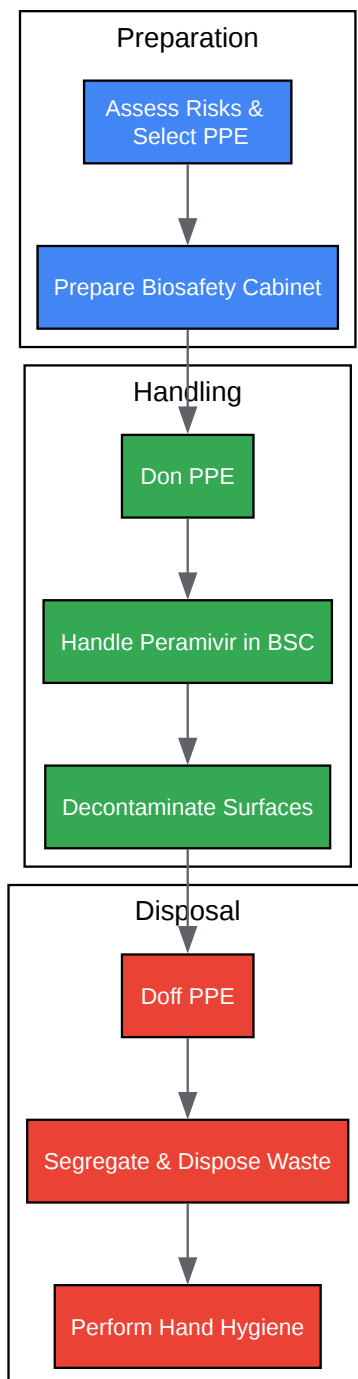 Preparation
Assess Risks &
Select PPE
Prepare Biosafety Cabinet
Handling
Don PPE
Handle Peramivir in BSC
Decontaminate Surfaces
Disposal
Doff PPE
Segregate & Dispose Waste
Perform Hand Hygiene